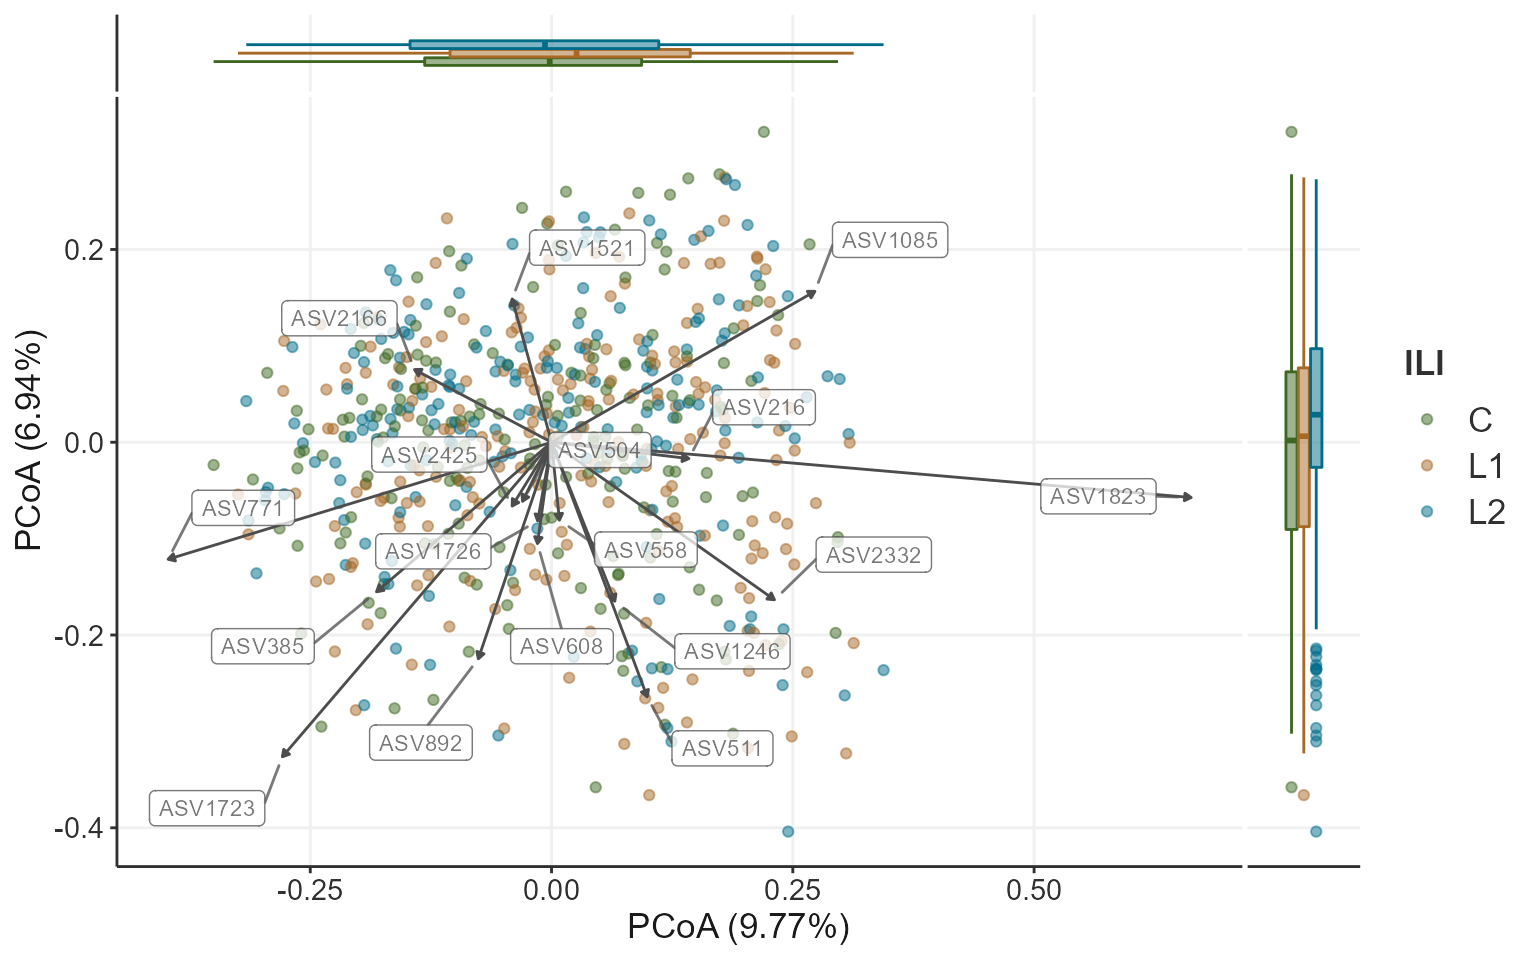 0.2
0.0
-0.2
-0.4
PCoA (6.94%)
ASV1521
ASV1085
ASV2166
ASV216
ASV504
ASV2425
ASV1823
ASV771
ASV1726
ASV558
ASV2332
ASV385
ASV608
ASV1246
ASV892
ASV511
ASV1723
-0.25
0.00
0.25
0.50
PCoA (9.77%)
ILI
C
L1
L2